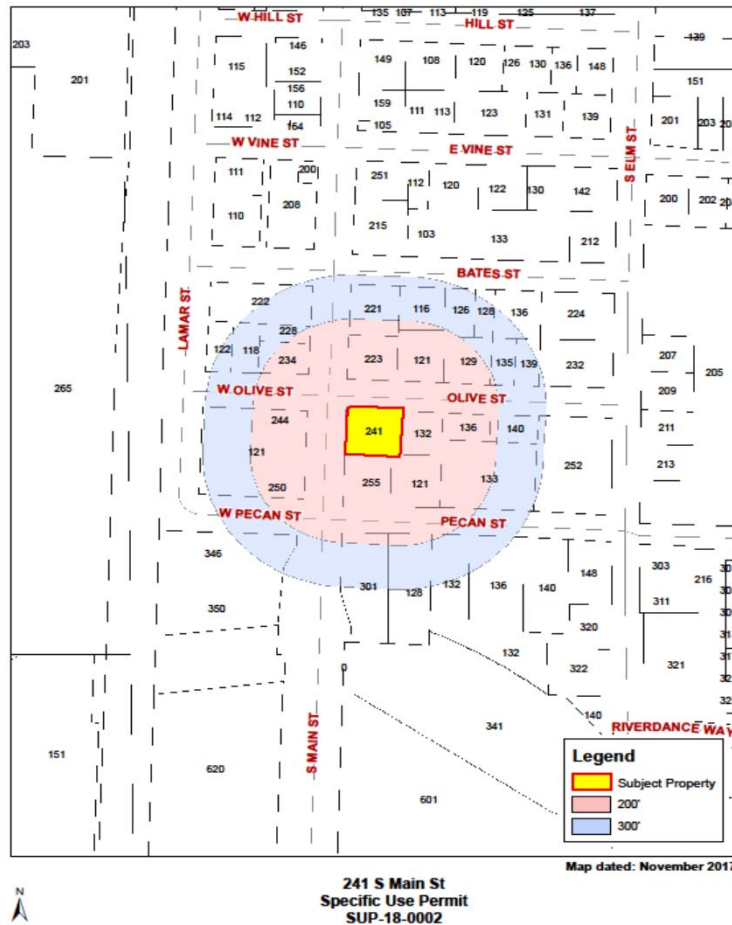 W HILL ST
HILL ST
135 107 113 119 125 137
203
201
146
115
152
156
110
114 112
164
149 108 120 126 130 136 148
159
111 113 123 131 139
105
139
151
201 203
W VINE ST
E VINE ST
S ELM ST
111
200
110
208
251
112 120 122 130 142
215
103 133 212
200 202
BATES ST
LAMAR ST
222
228
122 118
234
221 116 126 128 136 224
223 121 129 135 139 232
207
205
209
265
W OLIVE ST
OLIVE ST
244
241
132 136 140
211
121
213
250
255 121 133 252
W PECAN ST
PECAN ST
346
350
301 128 132 136 140 148
320
132
322
140
303 216
311
321
0
341
S MAIN ST
RIVERDANCE WAY
151
620
601
Legend
Subject Property
200'
300'
Map dated: November 2017
N
241 S Main St
Specific Use Permit
SUP-18-0002